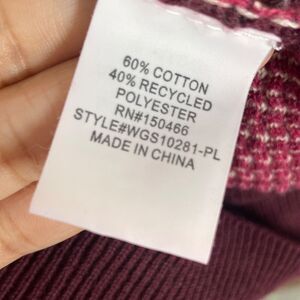 60% COTTON
40% RECYCLED
POLYESTER
RN#150466
STYLE#WGS10281-PL
MADE IN CHINA